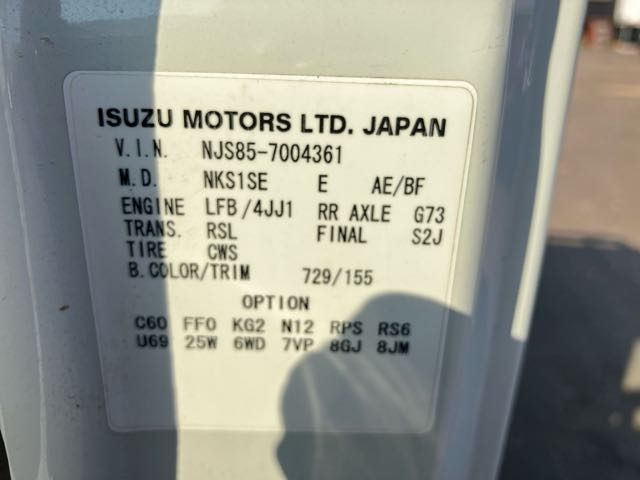 ISUZU MOTORS LTD. JAPAN
V.I.N. NJS85-7004361
M.D. NKS1SE E AE/BF
ENGINE LFB/4JJ1 RR AXLE G73
TRANS. RSL FINAL S2J
TIRE CWS
B.COLOR/TRIM 729/155
OPTION
C60 FF0 KG2 N12 RPS RS6
U69 25W 6WD 7VP 8GJ 8JM